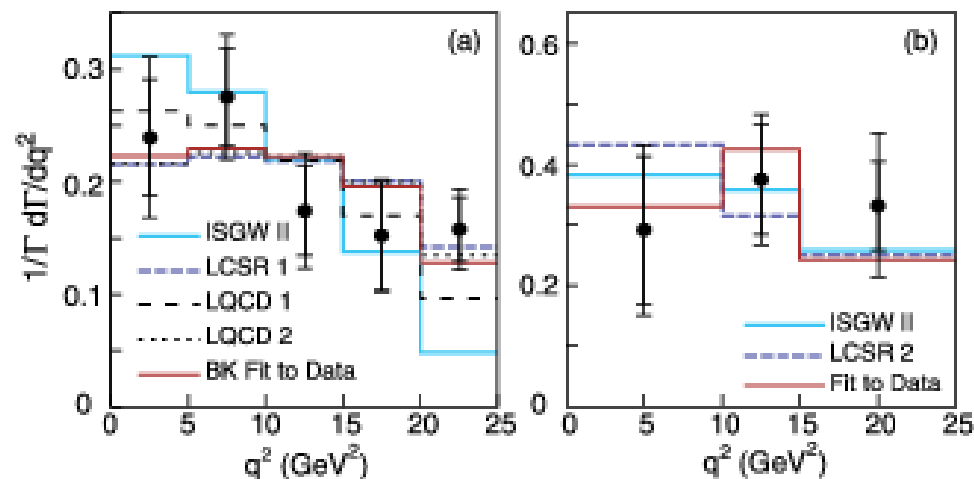 (a)
0.3
0.2
0.1
0
1/Γ dΓ/dq²
ISGW II
LCSR 1
LQCD 1
LQCD 2
BK Fit to Data
0 5 10 15 20 25
q² (GeV²)
(b)
0.6
0.4
0.2
0
ISGW II
LCSR 2
Fit to Data
0 5 10 15 20 25
q² (GeV²)